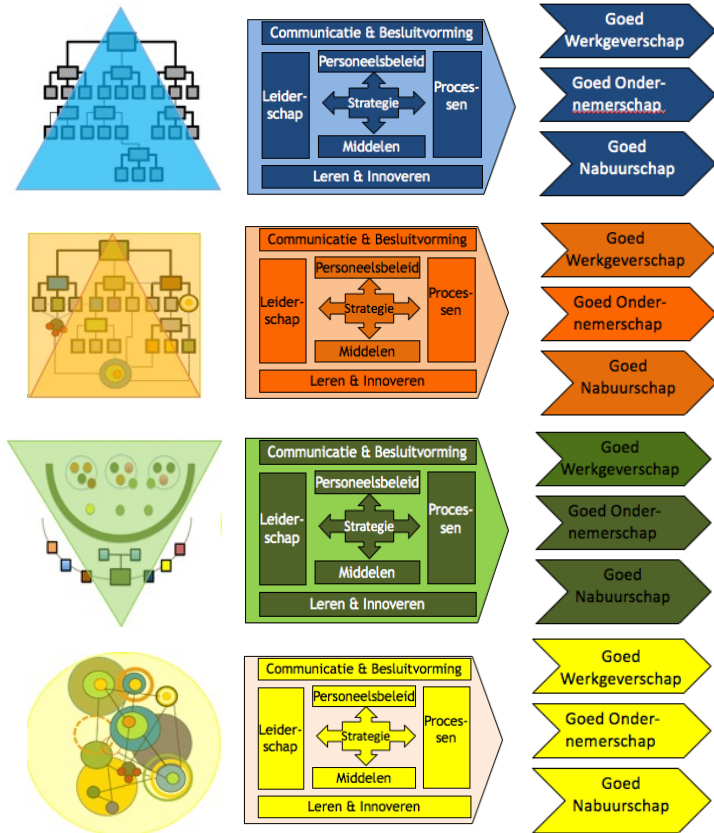 Communicatie & Besluitvorming
Personeelsbeleid
Leider-
schap
Strategie
Proces-
sen
Middelen
Leren & Innoveren
Goed
Werkgeverschap
Goed Onder-
nemerschap
Goed
Nabuurschap
Communicatie & Besluitvorming
Personeelsbeleid
Leider-
schap
Strategie
Proces-
sen
Middelen
Leren & Innoveren
Goed
Werkgeverschap
Goed Onder-
nemerschap
Goed
Nabuurschap
Communicatie & Besluitvorming
Personeelsbeleid
Leider-
schap
Strategie
Proces-
sen
Middelen
Leren & Innoveren
Goed
Werkgeverschap
Goed Onder-
nemerschap
Goed
Nabuurschap
Communicatie & Besluitvorming
Personeelsbeleid
Leider-
schap
Strategie
Proces-
sen
Middelen
Leren & Innoveren
Goed
Werkgeverschap
Goed Onder-
nemerschap
Goed
Nabuurschap